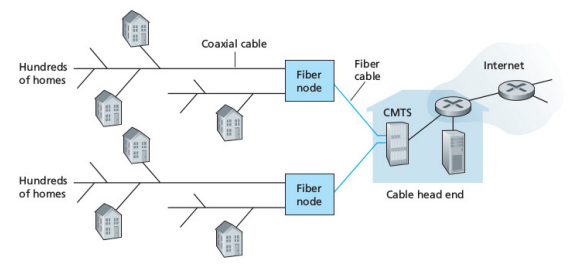 Coaxial cable
Hundreds
of homes
Fiber
node
Fiber
cable
Internet
CMTS
Hundreds
of homes
Fiber
node
Cable head end